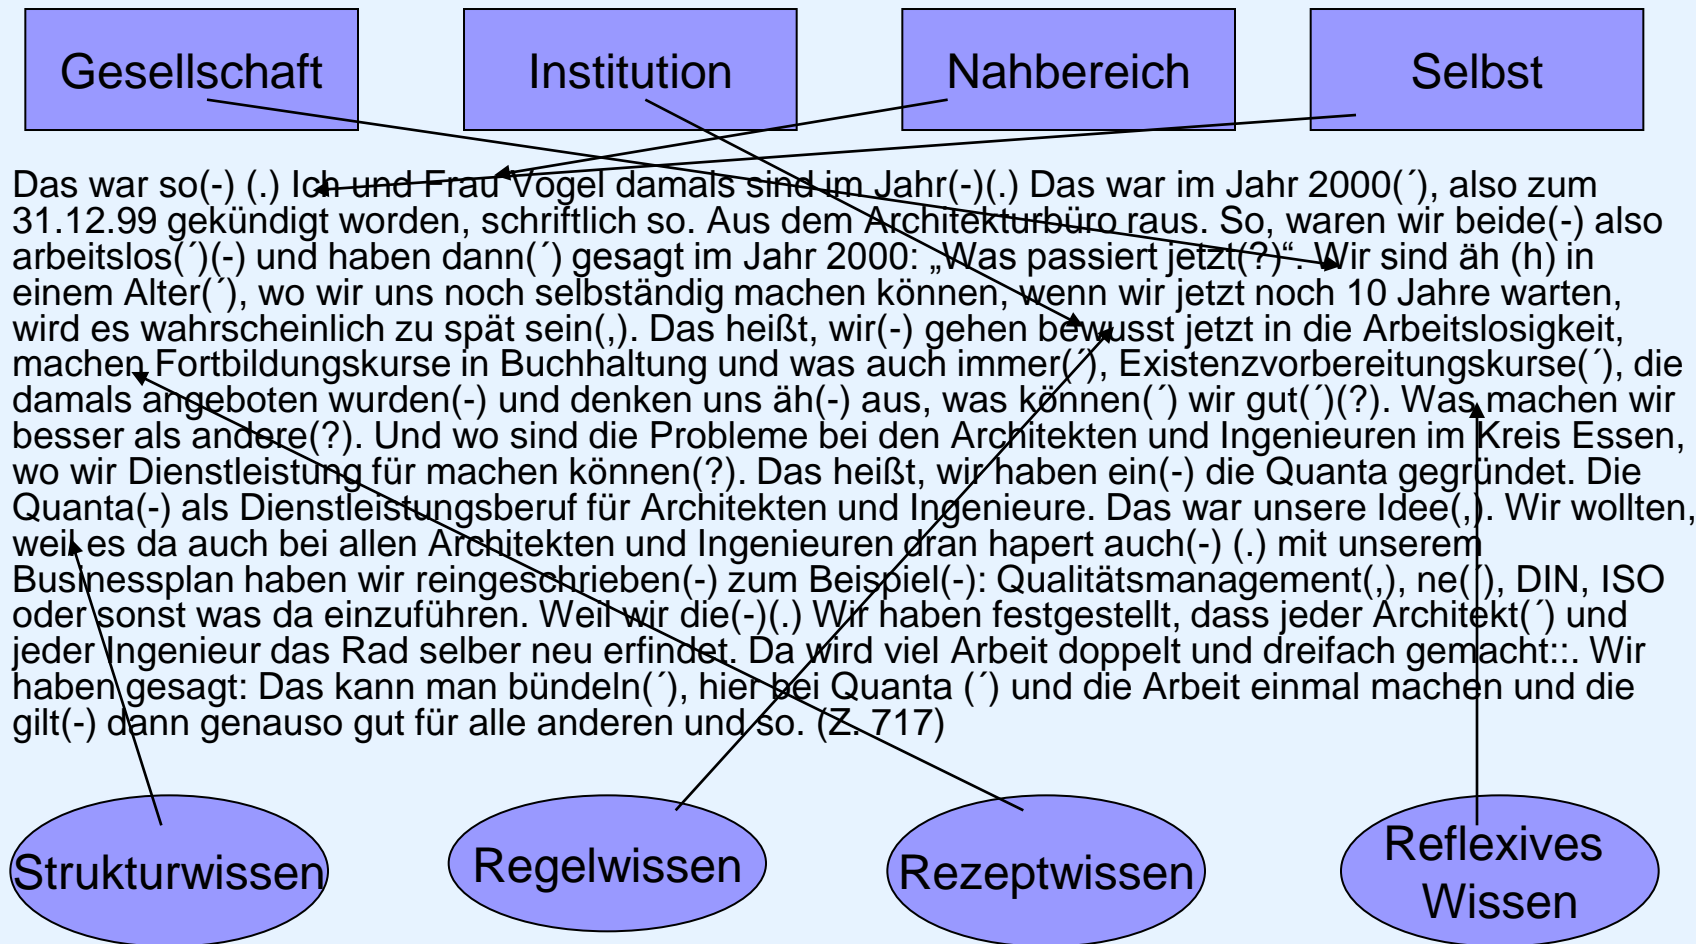 Gesellschaft Institution Nahbereich Selbst
Das war so(-) (.) Ich und Frau Vogel damals sind im Jahr(-)(.) Das war im Jahr 2000(´), also zum
31.12.99 gekündigt worden, schriftlich so. Aus dem Architekturbüro raus. So, waren wir beide(-) also
arbeitslos(´)(-) und haben dann(´) gesagt im Jahr 2000: „Was passiert jetzt(?)“. Wir sind äh (h) in
einem Alter(´), wo wir uns noch selbständig machen können, wenn wir jetzt noch 10 Jahre warten,
wird es wahrscheinlich zu spät sein(,). Das heißt, wir(-) gehen bewusst jetzt in die Arbeitslosigkeit,
machen Fortbildungskurse in Buchhaltung und was auch immer(´), Existenzvorbereitungskurse(´), die
damals angeboten wurden(-) und denken uns äh(-) aus, was können(´) wir gut(´)(?). Was machen wir
besser als andere(?). Und wo sind die Probleme bei den Architekten und Ingenieuren im Kreis Essen,
wo wir Dienstleistung für machen können(?). Das heißt, wir haben ein(-) die Quanta gegründet. Die
Quanta(-) als Dienstleistungsberuf für Architekten und Ingenieure. Das war unsere Idee(,). Wir wollten,
weil es da auch bei allen Architekten und Ingenieuren dran hapert auch(-) (.) mit unserem
Businessplan haben wir reingeschrieben(-) zum Beispiel(-): Qualitätsmanagement(,), ne(´), DIN, ISO
oder sonst was da einzuführen. Weil wir die(-)(.) Wir haben festgestellt, dass jeder Architekt(´) und
jeder Ingenieur das Rad selber neu erfindet. Da wird viel Arbeit doppelt und dreifach gemacht::. Wir
haben gesagt: Das kann man bündeln(´), hier bei Quanta (´) und die Arbeit einmal machen und die
gilt(-) dann genauso gut für alle anderen und so. (Z. 717)
Strukturwissen Regelwissen Rezeptwissen Reflexives
Wissen